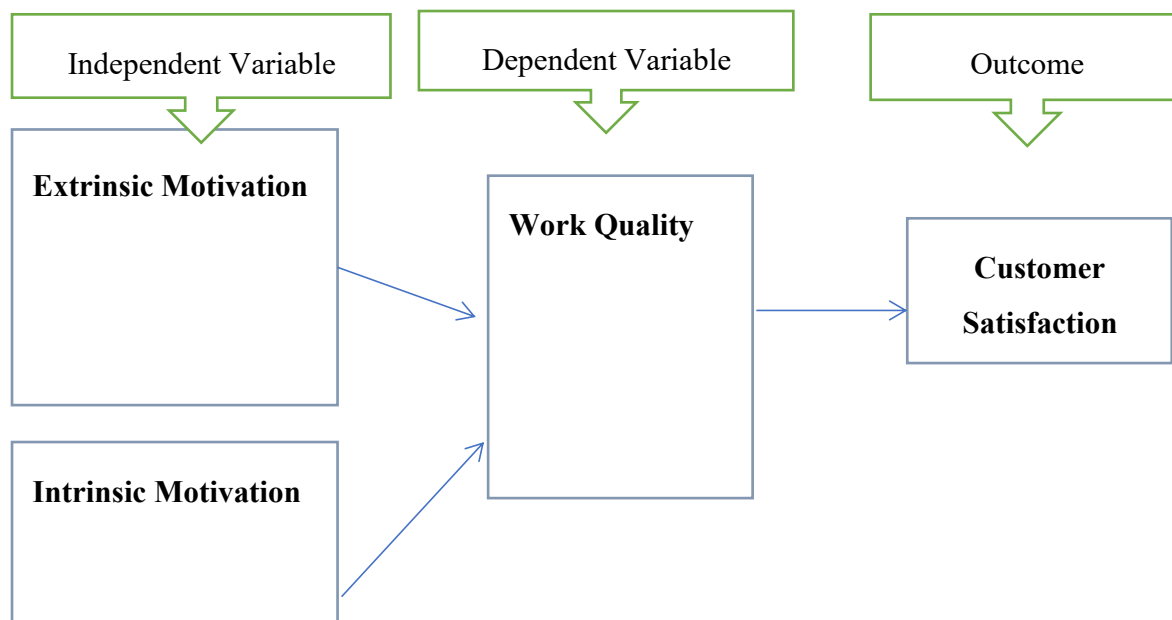 Independent Variable
Dependent Variable
Outcome
Extrinsic Motivation
Work Quality
Customer
Satisfaction
Intrinsic Motivation